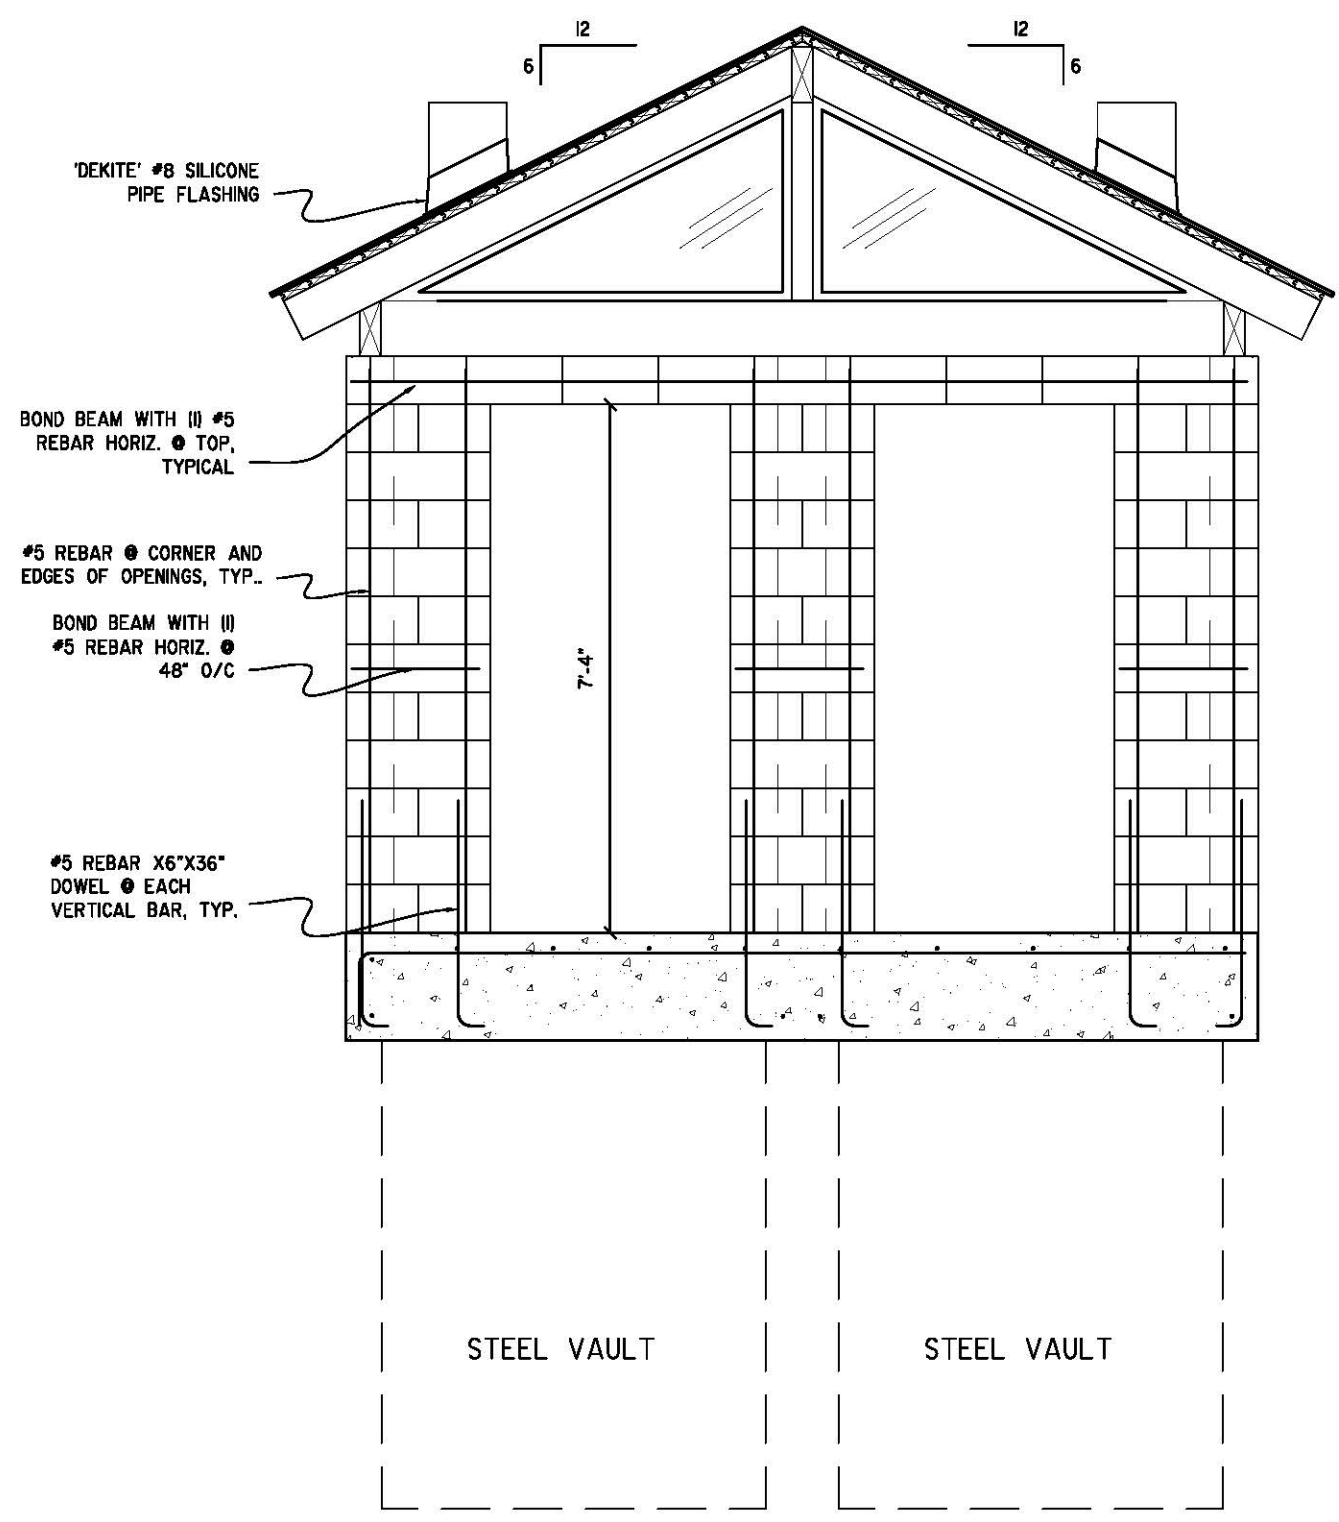 12
6
12
6
'DEKITE' #8 SILICONE
PIPE FLASHING
BOND BEAM WITH (1) #5
REBAR HORIZ. @ TOP,
TYPICAL
#5 REBAR @ CORNER AND
EDGES OF OPENINGS, TYP..
BOND BEAM WITH (1)
#5 REBAR HORIZ. @
48" O/C
7'-4"
#5 REBAR X6"X36"
DOWEL @ EACH
VERTICAL BAR, TYP.
STEEL VAULT
STEEL VAULT